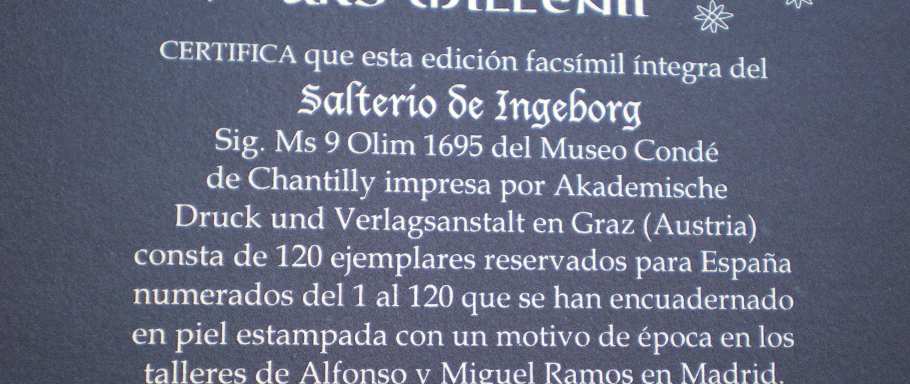 ARS MILLENII
CERTIFICA que esta edición facsímil íntegra del
Salterio de Ingeborg
Sig. Ms 9 Olim 1695 del Museo Condé
de Chantilly impresa por Akademische
Druck und Verlagsanstalt en Graz (Austria)
consta de 120 ejemplares reservados para España
numerados del 1 al 120 que se han encuadernado
en piel estampada con un motivo de época en los
talleres de Alfonso y Miguel Ramos en Madrid.